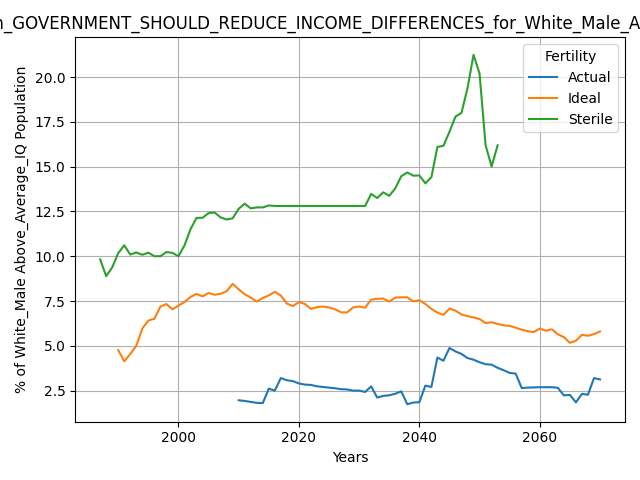 GOVERNMENT_SHOULD_REDUCE_INCOME_DIFFERENCES_for_White_Male_A
Fertility
Actual
Ideal
Sterile
% of White_Male Above_Average_IQ Population
20.0
17.5
15.0
12.5
10.0
7.5
5.0
2.5
2000
2020
2040
2060
Years